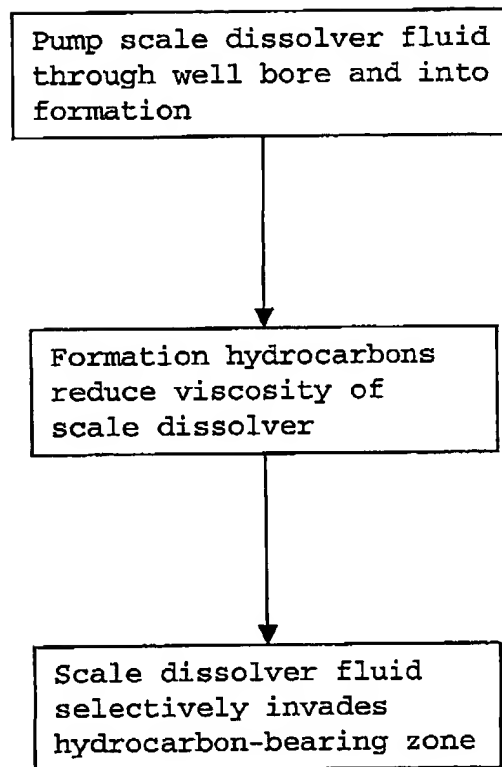 Pump scale dissolver fluid
through well bore and into
formation
Formation hydrocarbons
reduce viscosity of
scale dissolver
Scale dissolver fluid
selectively invades
hydrocarbon-bearing zone